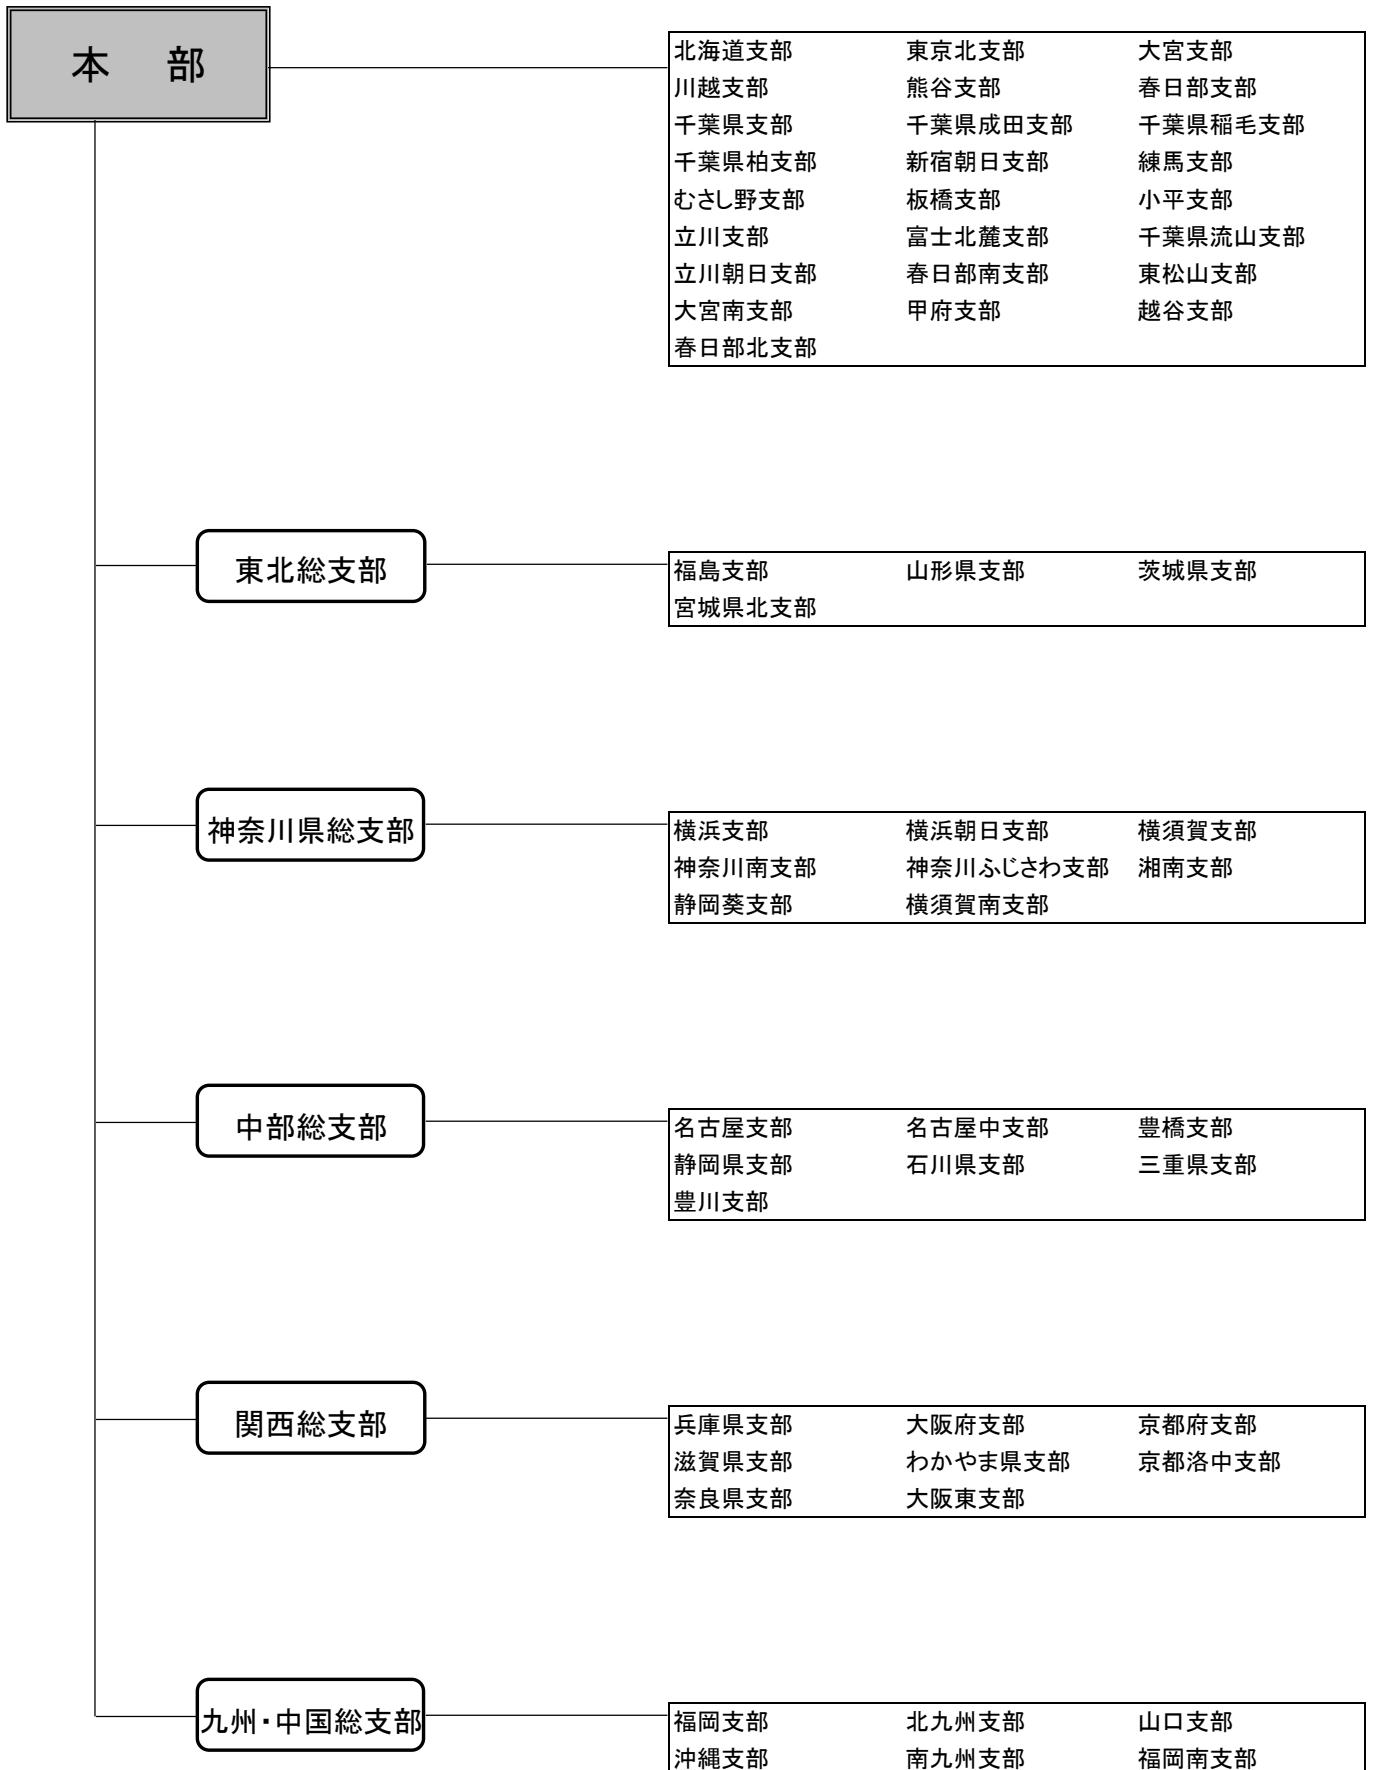 本 部
北海道支部 東京北支部 大宮支部
川越支部 熊谷支部 春日部支部
千葉県支部 千葉県成田支部 千葉県稲毛支部
千葉県柏支部 新宿朝日支部 練馬支部
むさし野支部 板橋支部 小平支部
立川支部 富士北麓支部 千葉県流山支部
立川朝日支部 春日部南支部 東松山支部
大宮南支部 甲府支部 越谷支部
春日部北支部
東北総支部
福島支部 山形県支部 茨城県支部
宮城県北支部
神奈川県総支部
横浜支部 横浜朝日支部 横須賀支部
神奈川南支部 神奈川ふじさわ支部 湘南支部
静岡葵支部 横須賀南支部
中部総支部
名古屋支部 名古屋中支部 豊橋支部
静岡県支部 石川県支部 三重県支部
豊川支部
関西総支部
兵庫県支部 大阪府支部 京都府支部
滋賀県支部 わかやま県支部 京都洛中支部
奈良県支部 大阪東支部
九州・中国総支部
福岡支部 北九州支部 山口支部
沖縄支部 南九州支部 福岡南支部